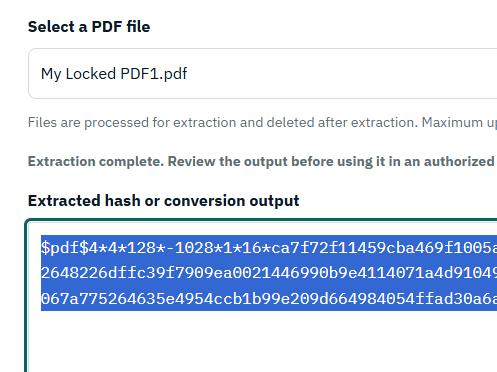 Select a PDF file
My Locked PDF1.pdf
Files are processed for extraction and deleted after extraction. Maximum up
Extraction complete. Review the output before using it in an authorized
Extracted hash or conversion output
$pdf$4*4*128*-1028*1*16*ca7f72f11459cba469f1005a
2648226dffc39f7909ea0021446990b9e4114071a4d91049
067a775264635e4954ccb1b99e209d664984054ffad30a6a